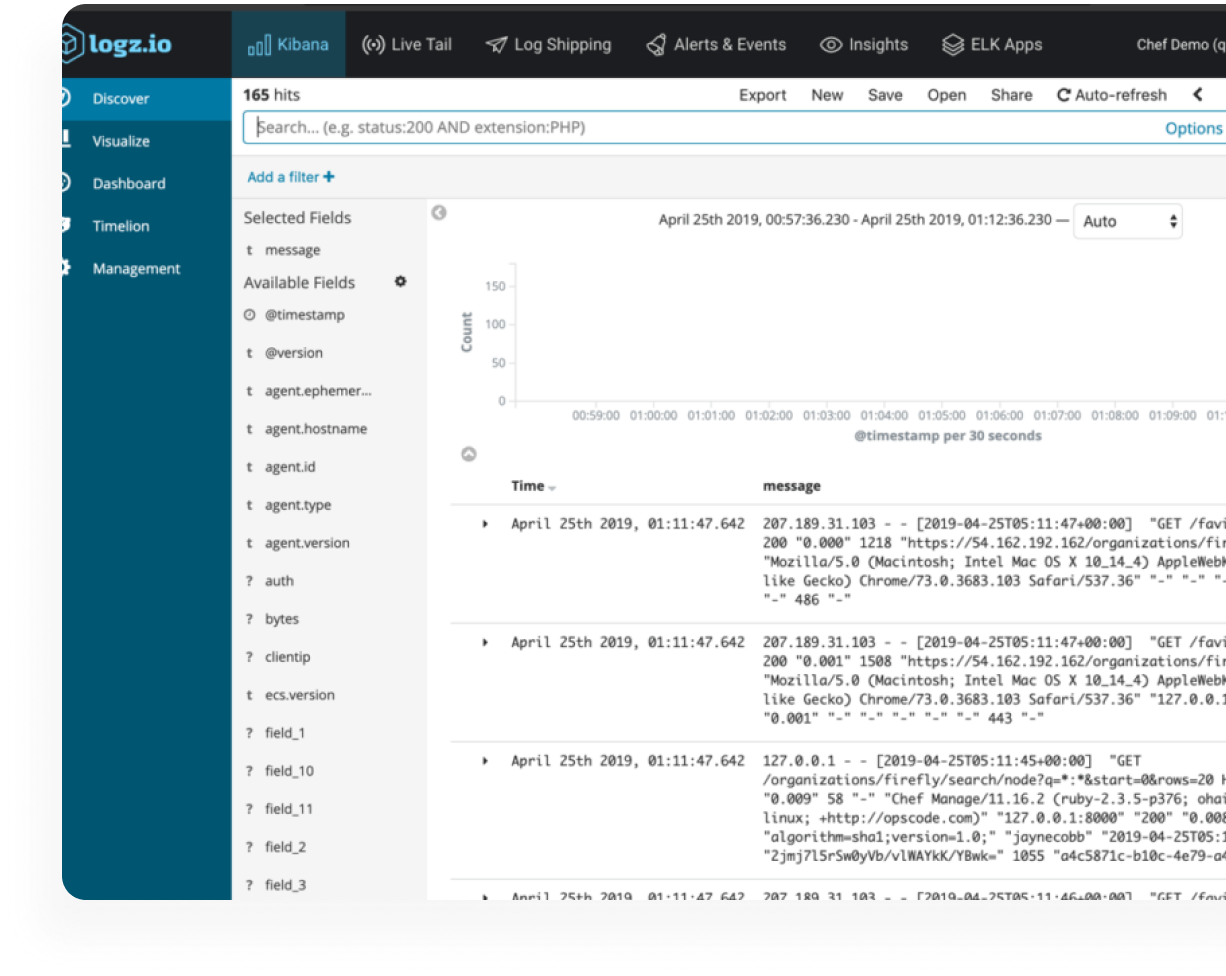 logz.io
Kibana
Live Tail
Log Shipping
Alerts & Events
Insights
ELK Apps
Chef Demo (q
Discover
Visualize
Dashboard
Timelion
Management
165 hits
Export New Save Open Share Auto-refresh
Search... (e.g. status:200 AND extension:PHP)
Options
Add a filter +
Selected Fields
t message
Available Fields
@timestamp
t @version
t agent.ephemer...
t agent.hostname
t agent.id
t agent.type
t agent.version
? auth
? bytes
? clientip
t ecs.version
? field_1
? field_10
? field_11
? field_2
? field_3
April 25th 2019, 00:57:36.230 - April 25th 2019, 01:12:36.230 —
Auto
Count
150
100
50
0
00:59:00 01:00:00 01:01:00 01:02:00 01:03:00 01:04:00 01:05:00 01:06:00 01:07:00 01:08:00 01:09:00 01:
@timestamp per 30 seconds
Time message
April 25th 2019, 01:11:47.642 207.189.31.103 - - [2019-04-25T05:11:47+00:00] "GET /favi
200 "0.000" 1218 "https://54.162.192.162/organizations/fir
"Mozilla/5.0 (Macintosh; Intel Mac OS X 10_14_4) AppleWebK
like Gecko) Chrome/73.0.3683.103 Safari/537.36" "-" "-" "-
"-" 486 "-"
April 25th 2019, 01:11:47.642 207.189.31.103 - - [2019-04-25T05:11:47+00:00] "GET /favi
200 "0.001" 1508 "https://54.162.192.162/organizations/fir
"Mozilla/5.0 (Macintosh; Intel Mac OS X 10_14_4) AppleWebK
like Gecko) Chrome/73.0.3683.103 Safari/537.36" "127.0.0.1
"0.001" "-" "-" "-" "-" "-" 443 "-"
April 25th 2019, 01:11:47.642 127.0.0.1 - - [2019-04-25T05:11:45+00:00] "GET
/organizations/firefly/search/node?q=*:*&start=0&rows=20 H
"0.009" 58 "-" "Chef Manage/11.16.2 (ruby-2.3.5-p376; ohai
linux; +http://opscode.com)" "127.0.0.1:8000" "200" "0.008
"algorithm=sha1;version=1.0;" "jaynecobb" "2019-04-25T05:1
"2jmj7l5rSw0yVb/vlWAYkK/YBwk=" 1055 "a4c5871c-b10c-4e79-a4
April 25th 2019, 01:11:47.642 207.189.31.103 - - [2019-04-25T05:11:46+00:00] "GET /favi